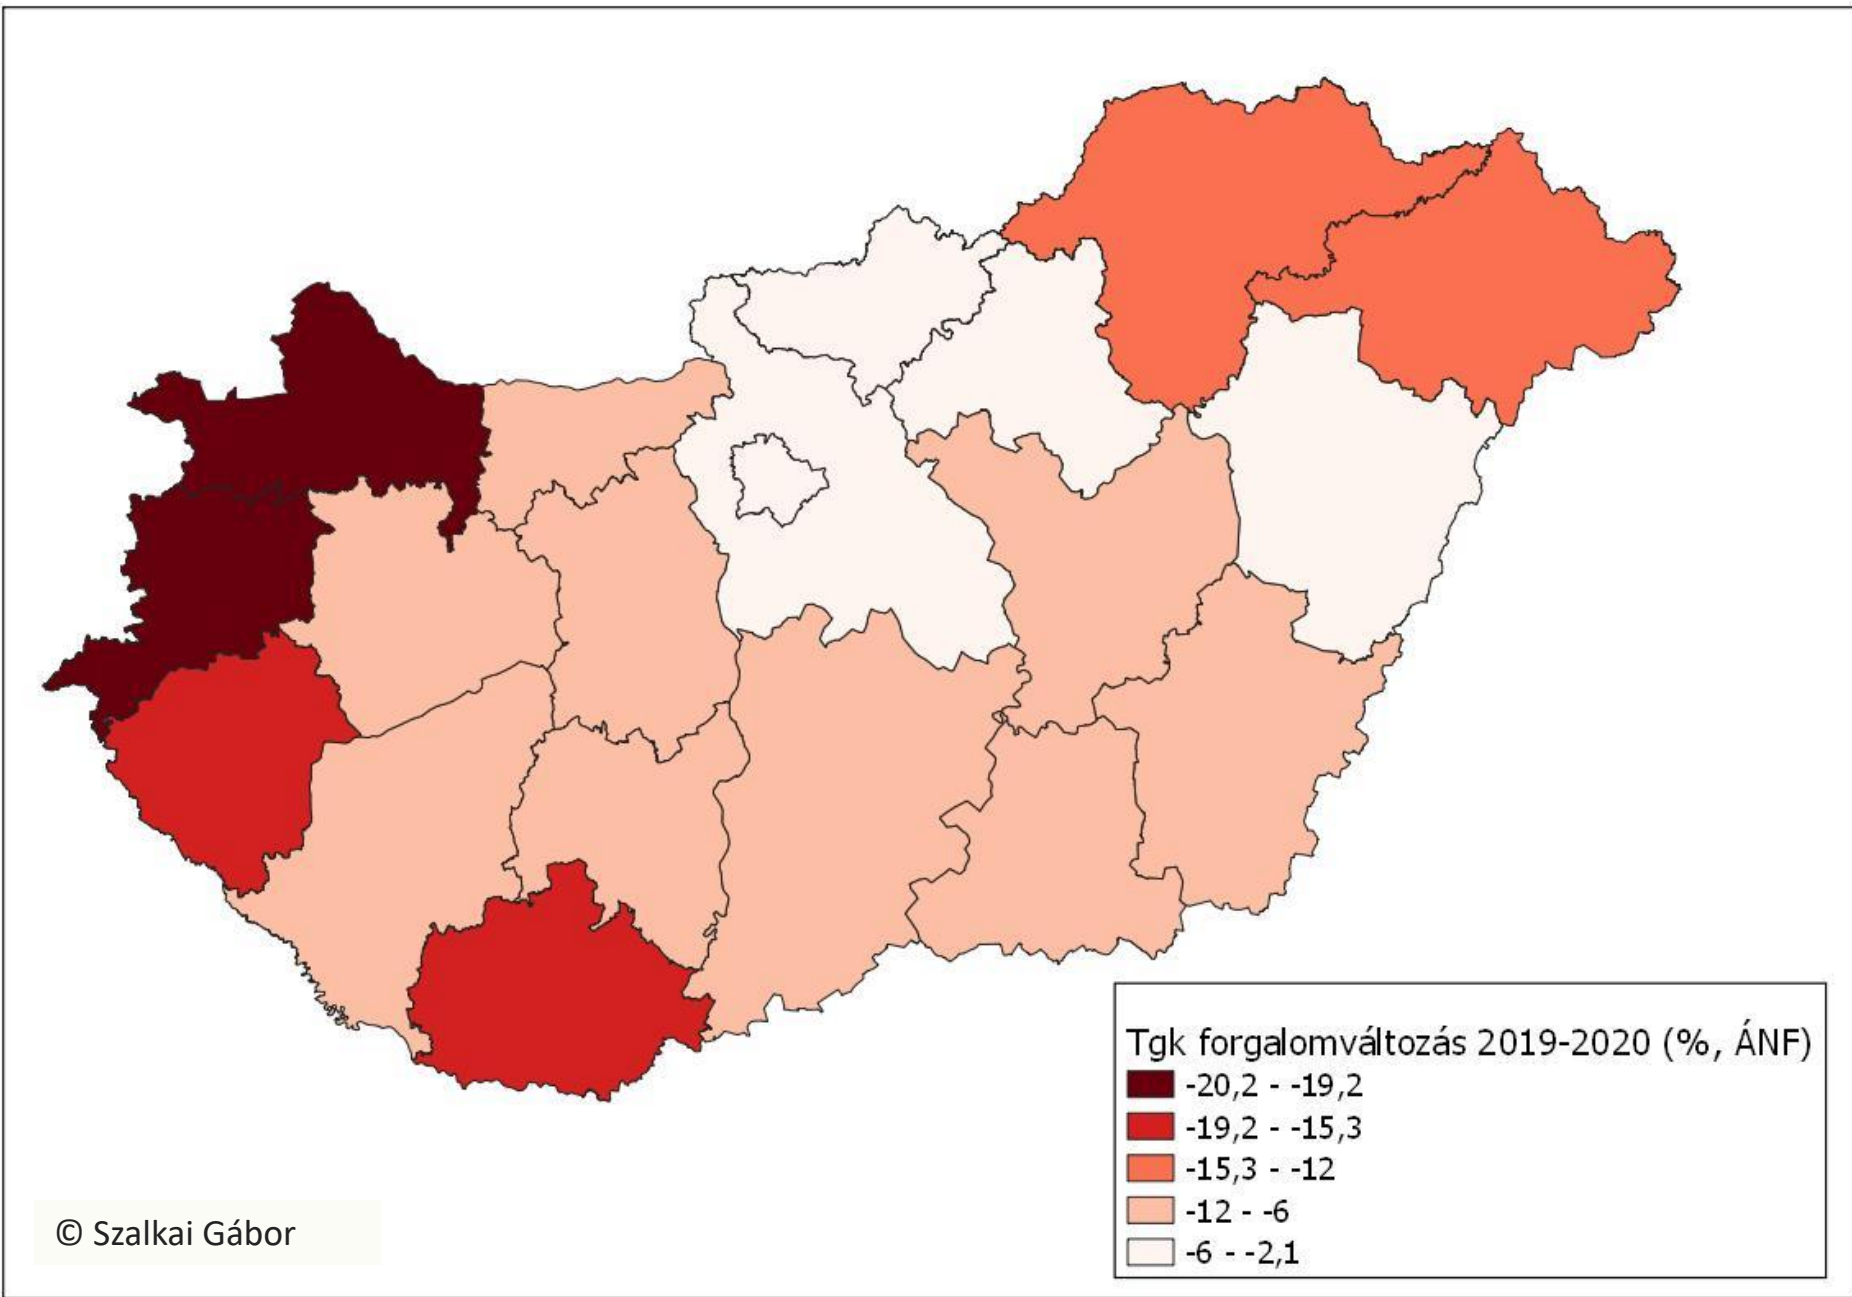 Tgk forgalomváltozás 2019-2020 (%, ÁNF)
-20,2 - -19,2
-19,2 - -15,3
-15,3 - -12
-12 - -6
-6 - -2,1
© Szalkai Gábor